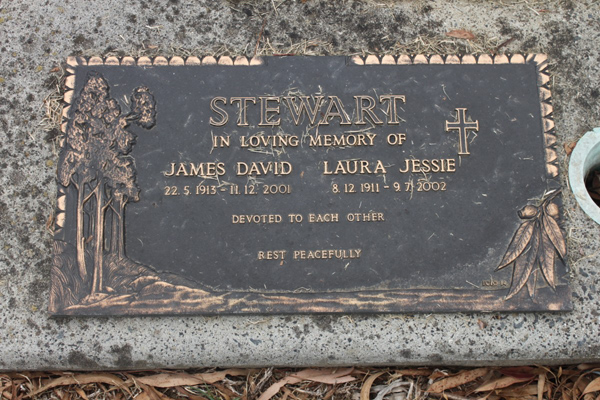 STEWART
IN LOVING MEMORY OF
JAMES DAVID LAURA JESSIE
22.5.1913 - 11.12.2001 8.12.1911 - 9.7.2002
DEVOTED TO EACH OTHER
REST PEACEFULLY